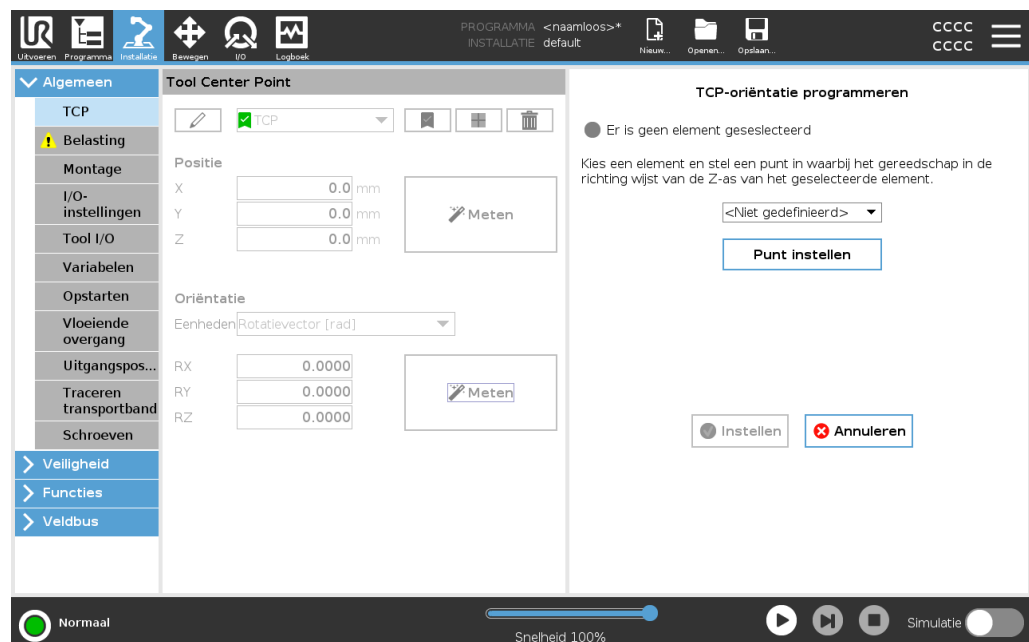 UR
Uitvoeren
Programma
Installatie
Bewegen
I/O
Logboek
PROGRAMMA <naamloos>*
INSTALLATIE default
Nieuw...
Openen...
Opslaan...
cccc
cccc
Algemeen
TCP
Belasting
Montage
I/O-
instellingen
Tool I/O
Variabelen
Opstarten
Vloeiende
overgang
Uitgangspos...
Traceren
transportband
Schroeven
Veiligheid
Functies
Veldbus
Tool Center Point
TCP
Positie
X 0.0 mm
Y 0.0 mm
Z 0.0 mm
Meten
Oriëntatie
Eenheden Rotatievector [rad]
RX 0.0000
RY 0.0000
RZ 0.0000
Meten
TCP-oriëntatie programmeren
Er is geen element geseselecteerd
Kies een element en stel een punt in waarbij het gereedschap in de
richting wijst van de Z-as van het geselecteerde element.
<Niet gedefinieerd>
Punt instellen
Instellen
Annuleren
Normaal
Snelheid 100%
Simulatie